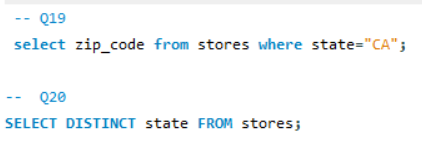 -- Q19
select zip_code from stores where state="CA";
-- Q20
SELECT DISTINCT state FROM stores;